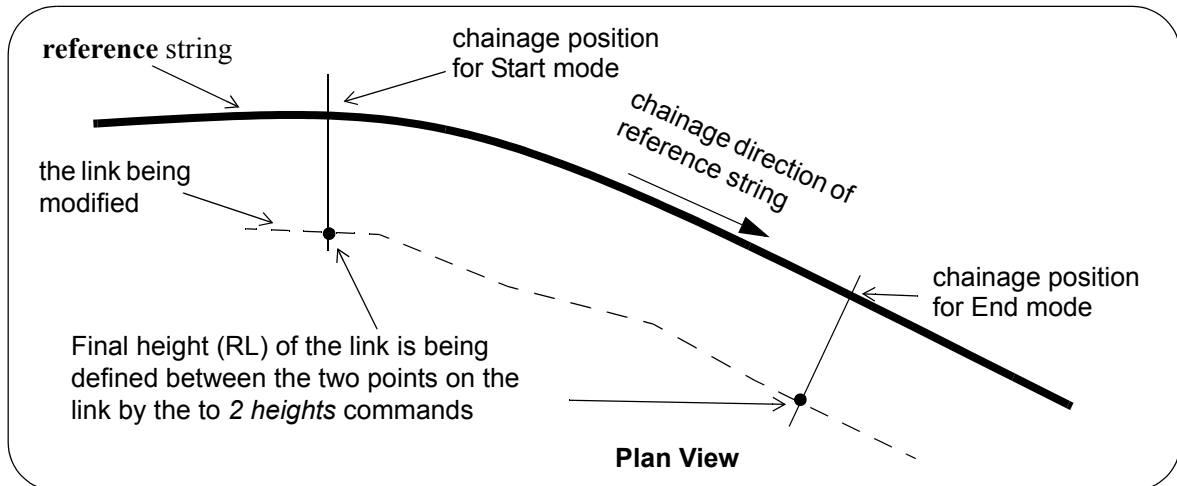 reference string
chainage position
for Start mode
chainage direction of
reference string
the link being
modified
chainage position
for End mode
Final height (RL) of the link is being
defined between the two points on the
link by the to 2 heights commands
Plan View